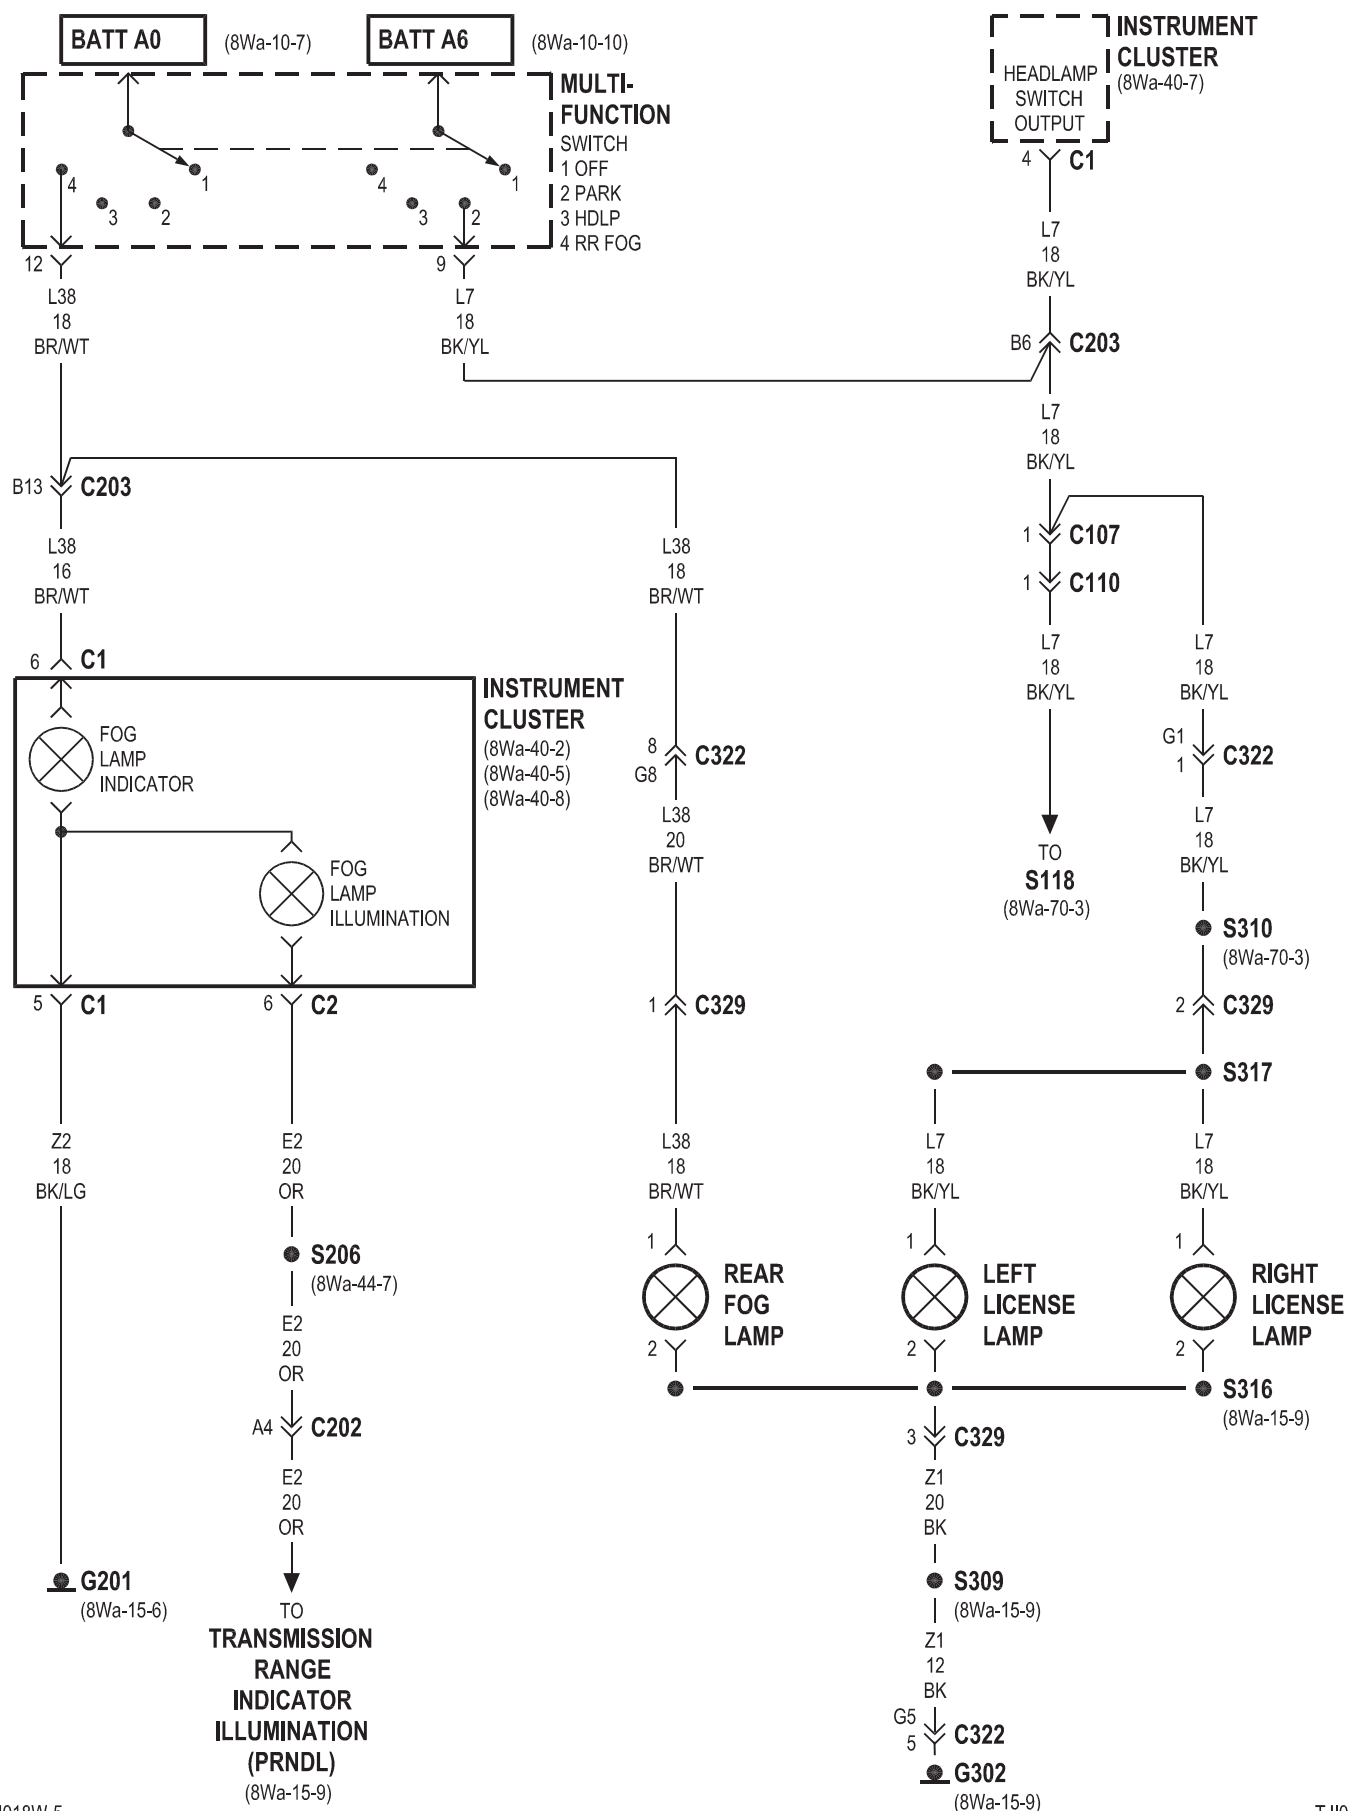 BATT A0
(8Wa-10-7)
BATT A6
(8Wa-10-10)
MULTI-
FUNCTION
SWITCH
1 OFF
2 PARK
3 HDLP
4 RR FOG
4
3
2
1
4
3
2
1
INSTRUMENT
CLUSTER
(8Wa-40-7)
HEADLAMP
SWITCH
OUTPUT
4
C1
12
L38
18
BR/WT
9
L7
18
BK/YL
L7
18
BK/YL
B6
C203
L7
18
BK/YL
B13
C203
L38
16
BR/WT
L38
18
BR/WT
1
C107
1
C110
L7
18
BK/YL
L7
18
BK/YL
6
C1
INSTRUMENT
CLUSTER
(8Wa-40-2)
(8Wa-40-5)
(8Wa-40-8)
FOG
LAMP
INDICATOR
FOG
LAMP
ILLUMINATION
8
G8
C322
L38
20
BR/WT
G1
1
C322
L7
18
BK/YL
TO
S118
(8Wa-70-3)
S310
(8Wa-70-3)
5
C1
6
C2
1
C329
2
C329
S317
Z2
18
BK/LG
E2
20
OR
L38
18
BR/WT
L7
18
BK/YL
L7
18
BK/YL
S206
(8Wa-44-7)
E2
20
OR
1
REAR
FOG
LAMP
2
1
LEFT
LICENSE
LAMP
2
1
RIGHT
LICENSE
LAMP
2
S316
(8Wa-15-9)
A4
C202
E2
20
OR
3
C329
Z1
20
BK
G201
(8Wa-15-6)
TO
TRANSMISSION
RANGE
INDICATOR
ILLUMINATION
(PRNDL)
(8Wa-15-9)
S309
(8Wa-15-9)
Z1
12
BK
G5
5
C322
G302
(8Wa-15-9)